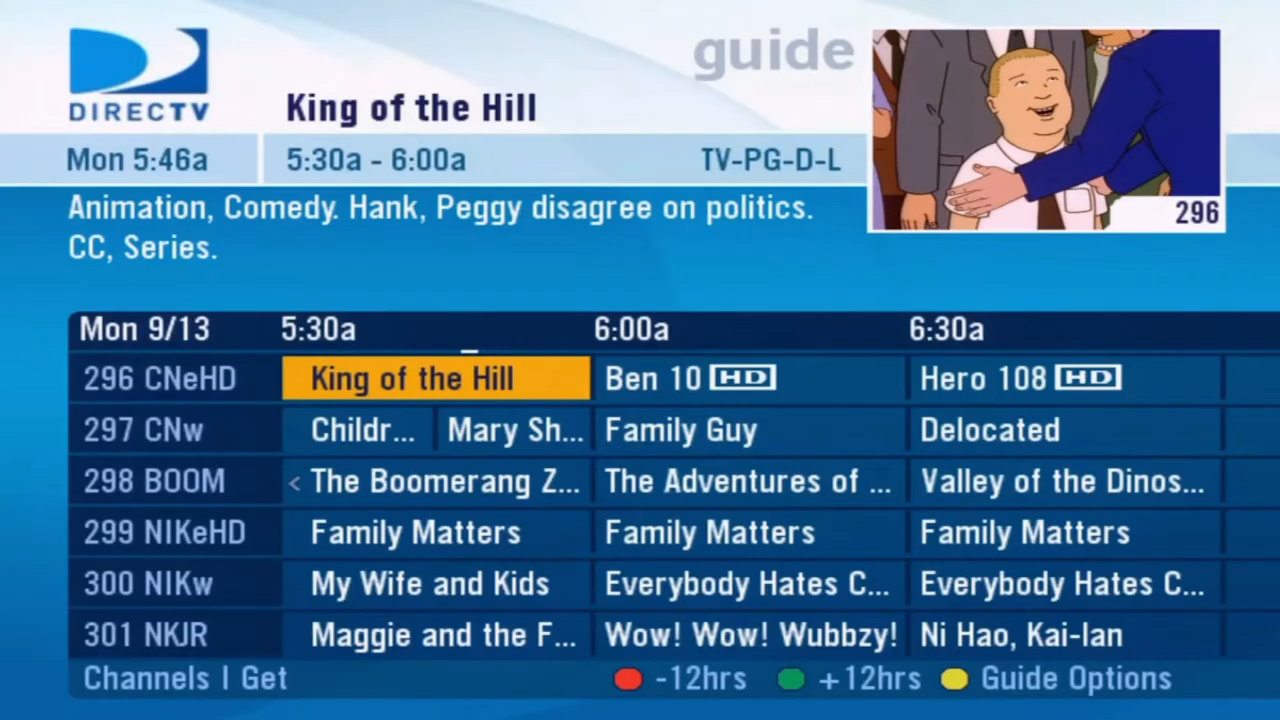 guide
DIRECTV
King of the Hill
Mon 5:46a 5:30a - 6:00a TV-PG-D-L
Animation, Comedy. Hank, Peggy disagree on politics.
CC, Series.
296
Mon 9/13 5:30a 6:00a 6:30a
296 CNeHD King of the Hill Ben 10 HD Hero 108 HD
297 CNw Childr... Mary Sh... Family Guy Delocated
298 BOOM < The Boomerang Z... The Adventures of ... Valley of the Dinos...
299 NIKeHD Family Matters Family Matters Family Matters
300 NIKw My Wife and Kids Everybody Hates C... Everybody Hates C...
301 NKJR Maggie and the F... Wow! Wow! Wubbzy! Ni Hao, Kai-lan
Channels I Get -12hrs +12hrs Guide Options